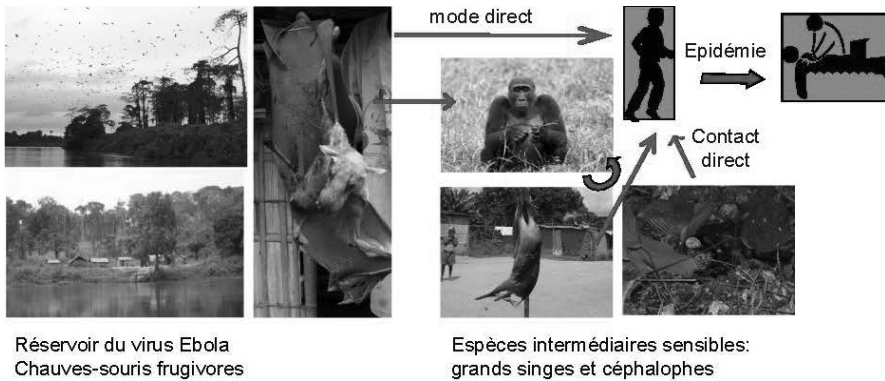 mode direct
Epidémie
Contact
direct
Réservoir du virus Ebola
Chauves-souris frugivores
Espèces intermédiaires sensibles:
grands singes et céphalophes